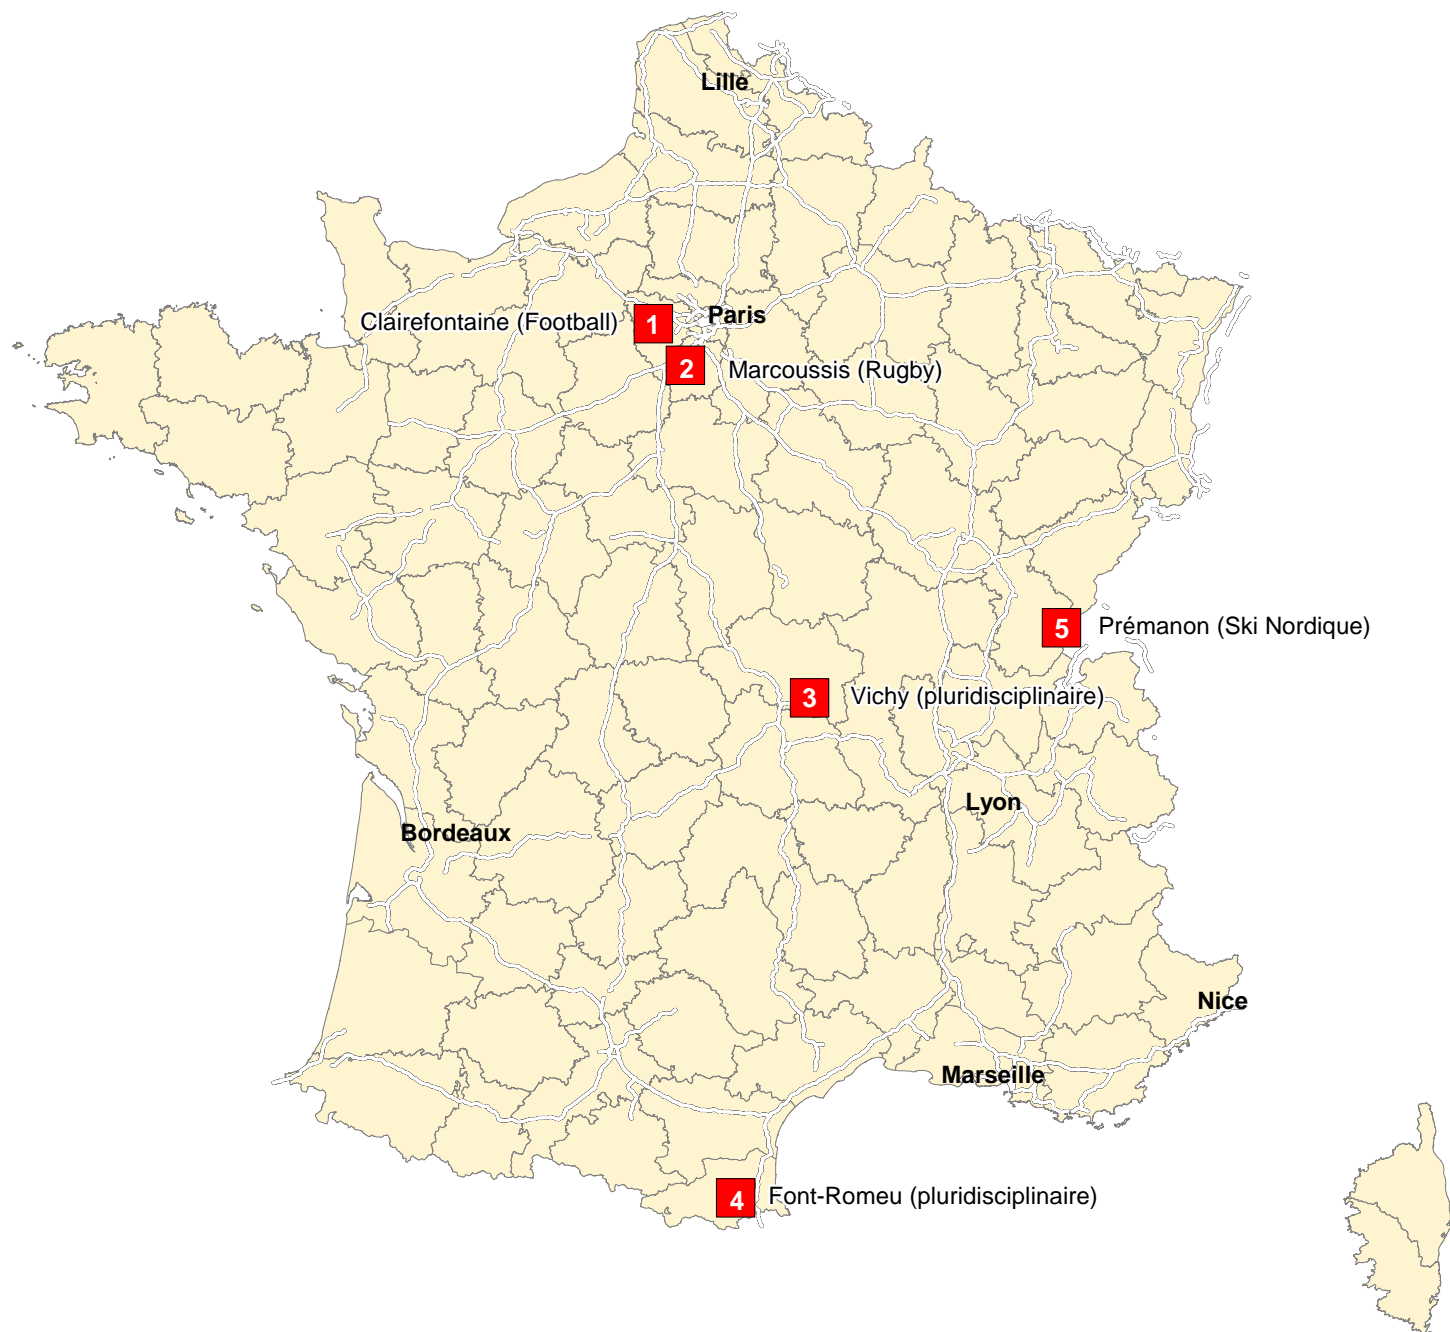 Lille
Paris
Clairefontaine (Football)
1
2
Marcoussis (Rugby)
5
Prémanon (Ski Nordique)
3
Vichy (pluridisciplinaire)
Lyon
Bordeaux
Nice
Marseille
4
Font-Romeu (pluridisciplinaire)